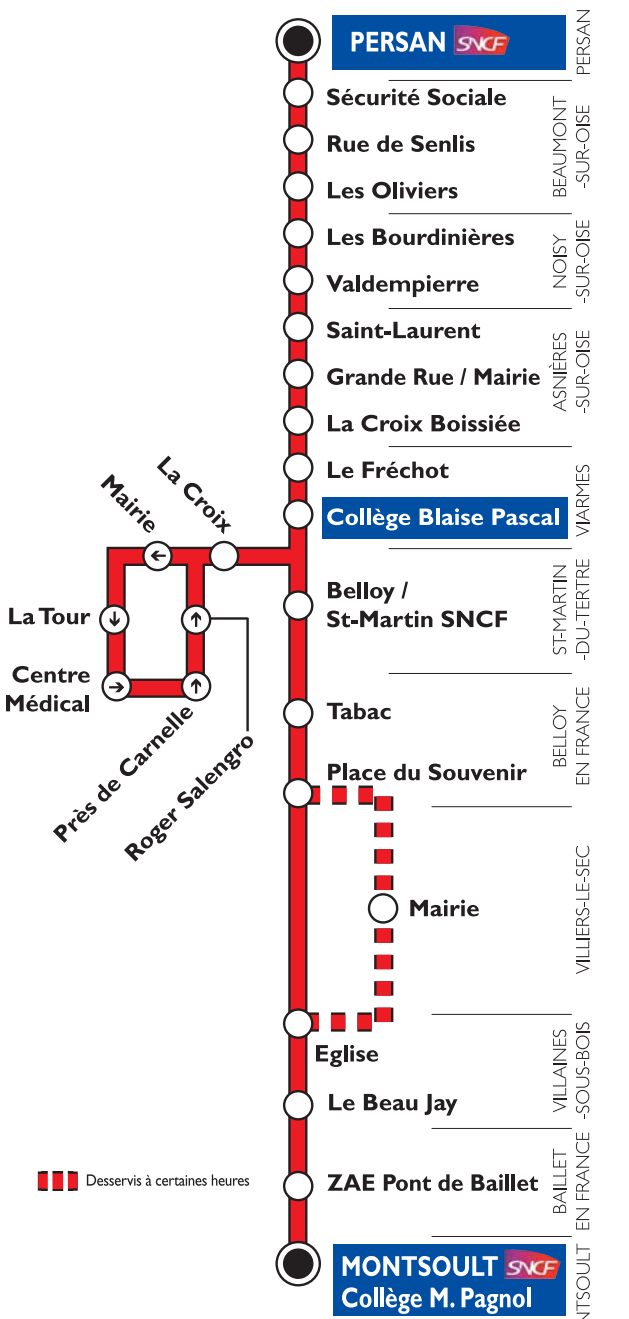 PERSAN SNCF
PERSAN
Sécurité Sociale
Rue de Senlis
Les Oliviers
BEAUMONT
-SUR-OISE
Les Bourdinières
Valdempierre
NOISY
-SUR-OISE
Saint-Laurent
Grande Rue / Mairie
La Croix Boissiée
ASNIÈRES
-SUR-OISE
Le Fréchot
Collège Blaise Pascal
VIARMES
La Croix
Mairie
La Tour
Centre
Médical
Près de Carnelle
Roger Salengro
Belloy /
St-Martin SNCF
ST-MARTIN
-DU-TERTRE
Tabac
Place du Souvenir
BELLOY
EN FRANCE
Mairie
VILLIERS-LE-SEC
Eglise
Le Beau Jay
VILLAINES
-SOUS-BOIS
Desservis à certaines heures
ZAE Pont de Baillet
BAILLET
EN FRANCE
MONTSOULT SNCF
Collège M. Pagnol
NTSOULT